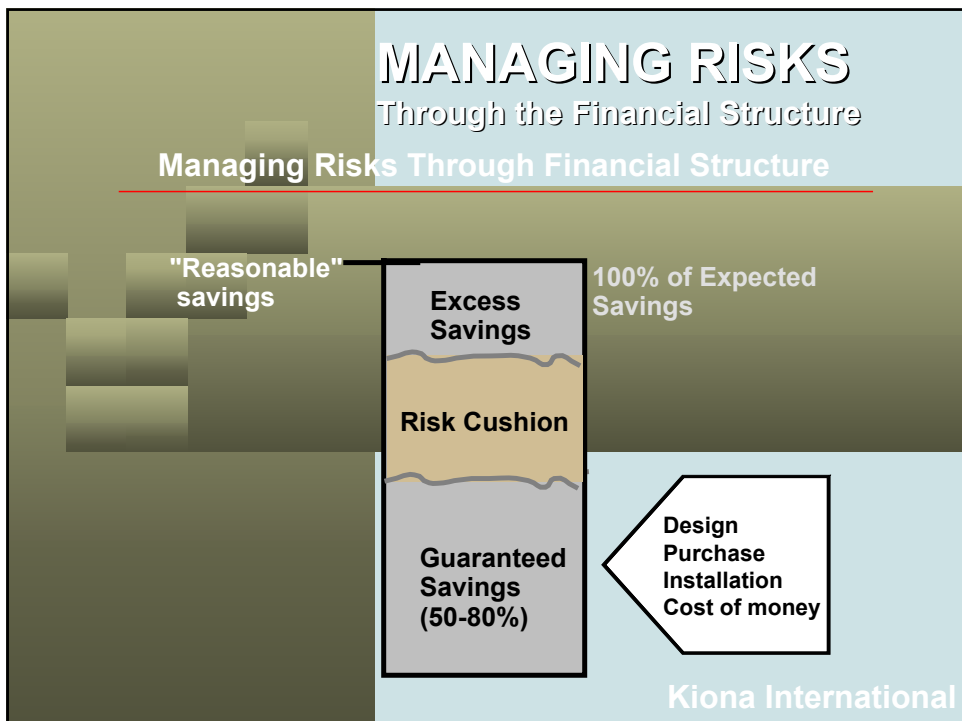 MANAGING RISKS
Through the Financial Structure
Managing Risks Through Financial Structure
"Reasonable"
savings
100% of Expected
Savings
Excess
Savings
Risk Cushion
Guaranteed
Savings
(50-80%)
Design
Purchase
Installation
Cost of money
Kiona International